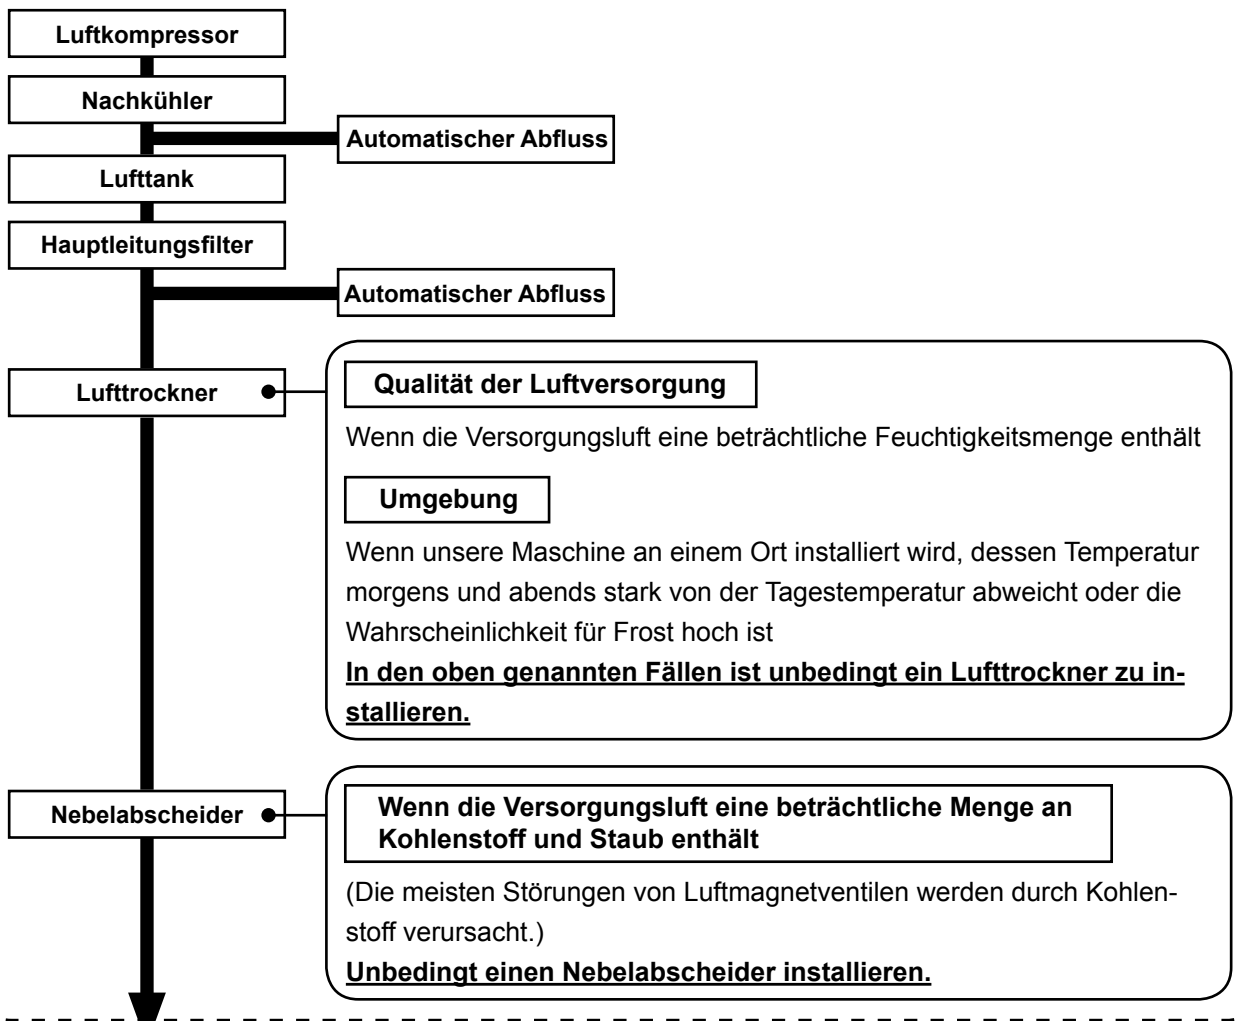 Luftkompressor
Nachkühler
Automatischer Abfluss
Lufttank
Hauptleitungsfilter
Automatischer Abfluss
Lufttrockner
Qualität der Luftversorgung
Wenn die Versorgungsluft eine beträchtliche Feuchtigkeitsmenge enthält
Umgebung
Wenn unsere Maschine an einem Ort installiert wird, dessen Temperatur
morgens und abends stark von der Tagestemperatur abweicht oder die
Wahrscheinlichkeit für Frost hoch ist
In den oben genannten Fällen ist unbedingt ein Lufttrockner zu in-
stallieren.
Nebelabscheider
Wenn die Versorgungsluft eine beträchtliche Menge an
Kohlenstoff und Staub enthält
(Die meisten Störungen von Luftmagnetventilen werden durch Kohlen-
stoff verursacht.)
Unbedingt einen Nebelabscheider installieren.